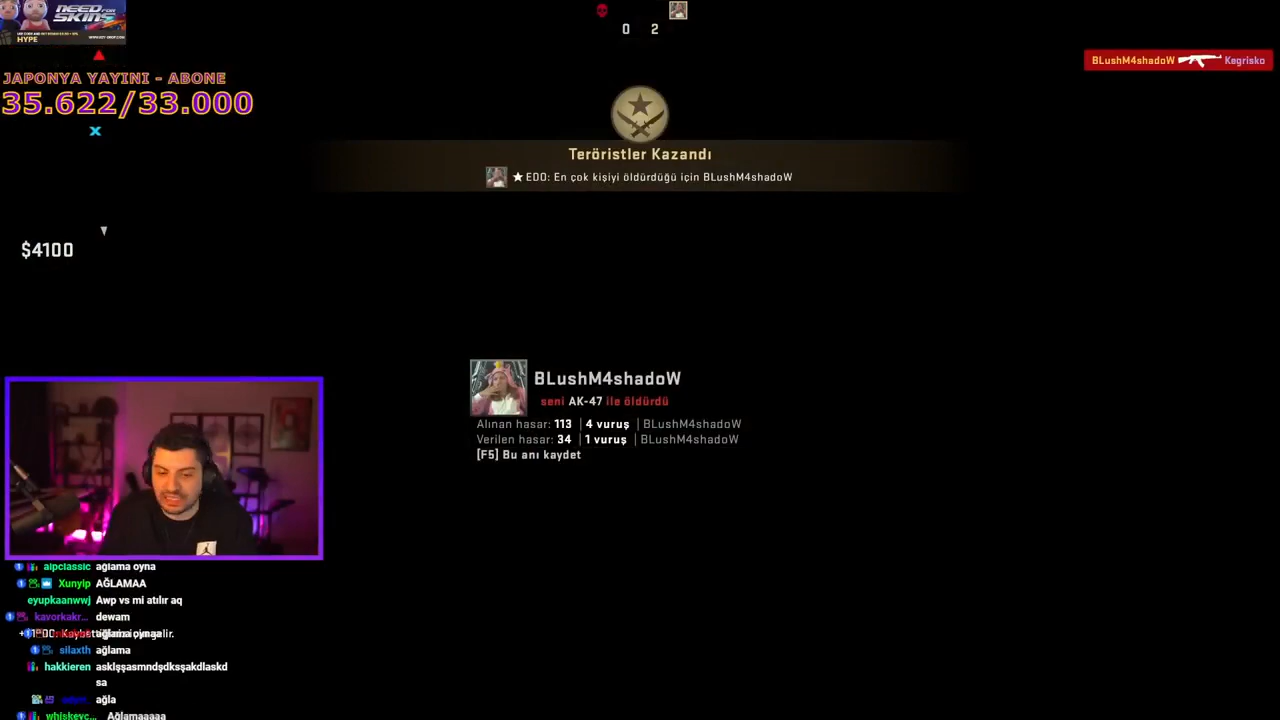 NEED FOR
SKINS
HYPE
0 2
BLushM4shadoW Kegrisko
JAPONYA YAYINI - ABONE
35.622/33.000
X
Teröristler Kazandı
★ EDO: En çok kişiyi öldürdüğü için BLushM4shadoW
$4100
BLushM4shadoW
seni AK-47 ile öldürdü
Alınan hasar: 113 | 4 vuruş | BLushM4shadoW
Verilen hasar: 34 | 1 vuruş | BLushM4shadoW
[F5] Bu anı kaydet
alpclassic ağlama oyna
Xunyip AĞLAMAA
eyupkaanwwj Awp vs mi atılır aq
kavorkakr... dewam
silaxth ağlama
hakkieren asklşşasmndşdksşakdlaskd
sa
ağla
whiskeyc... Ağlamaaaaa